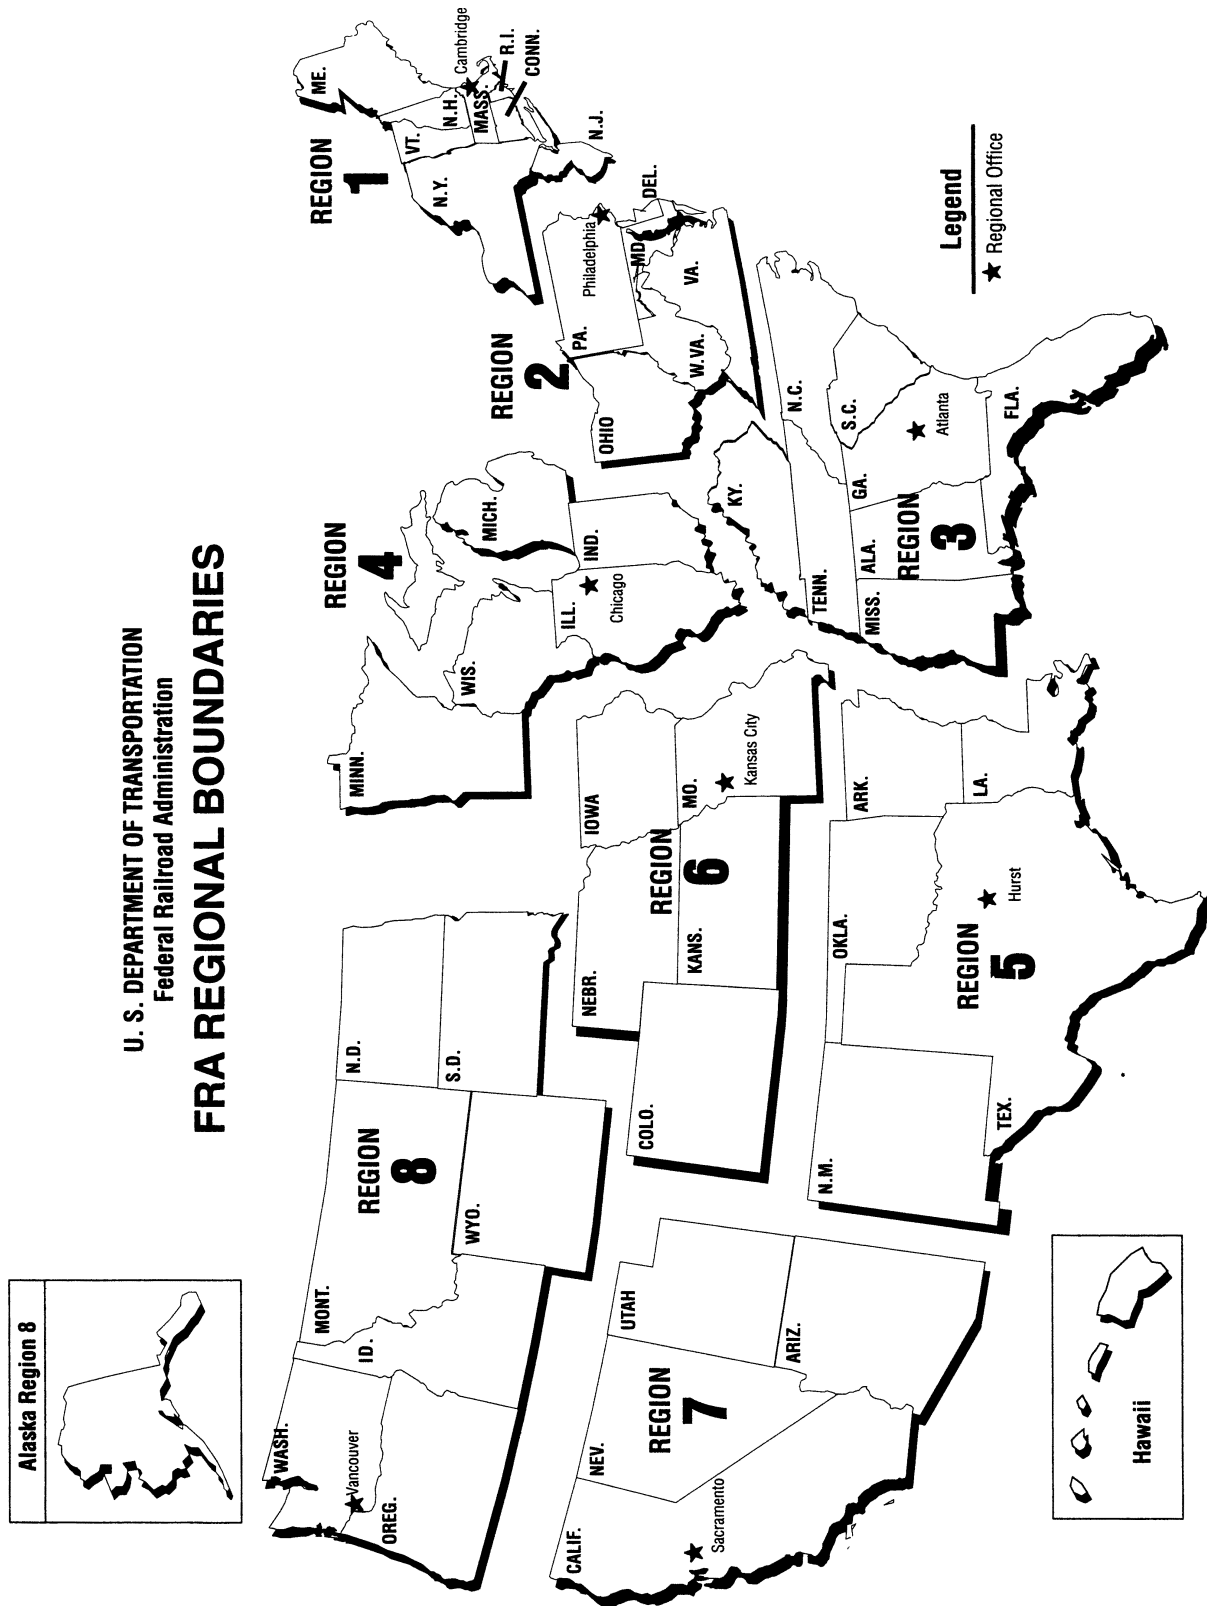 U. S. DEPARTMENT OF TRANSPORTATION
Federal Railroad Administration
FRA REGIONAL BOUNDARIES
Alaska Region 8
WASH.
Vancouver
OREG.
ID.
MONT.
WYO.
N.D.
S.D.
REGION
8
CALIF.
NEV.
UTAH
ARIZ.
Sacramento
REGION
7
NEBR.
IOWA
COLO.
KANS.
MO.
Kansas City
REGION
6
N.M.
TEX.
OKLA.
ARK.
LA.
Hurst
REGION
5
MINN.
WIS.
MICH.
ILL.
IND.
Chicago
REGION
4
KY.
TENN.
MISS.
ALA.
GA.
N.C.
S.C.
FLA.
Atlanta
REGION
3
OHIO
PA.
Philadelphia
W.VA.
VA.
MD
DEL.
REGION
2
ME.
VT.
N.H.
MASS.
Cambridge
R.I.
CONN.
N.Y.
N.J.
REGION
1
Hawaii
Legend
Regional Office